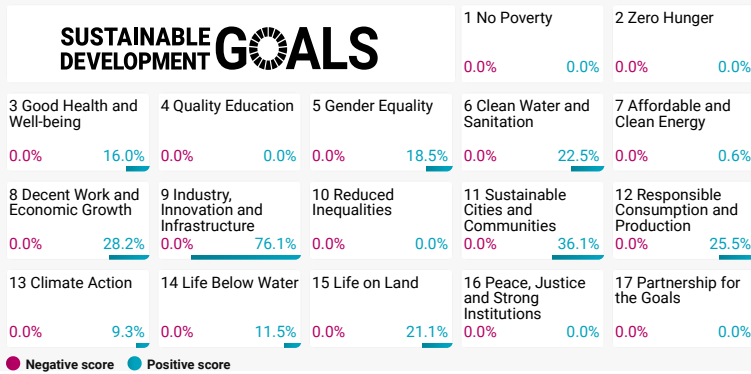 SUSTAINABLE
DEVELOPMENT
GOALS
1 No Poverty
0.0% 0.0%
2 Zero Hunger
0.0% 0.0%
3 Good Health and
Well-being
0.0% 16.0%
4 Quality Education
0.0% 0.0%
5 Gender Equality
0.0% 18.5%
6 Clean Water and
Sanitation
0.0% 22.5%
7 Affordable and
Clean Energy
0.0% 0.6%
8 Decent Work and
Economic Growth
0.0% 28.2%
9 Industry,
Innovation and
Infrastructure
0.0% 76.1%
10 Reduced
Inequalities
0.0% 0.0%
11 Sustainable
Cities and
Communities
0.0% 36.1%
12 Responsible
Consumption and
Production
0.0% 25.5%
13 Climate Action
0.0% 9.3%
14 Life Below Water
0.0% 11.5%
15 Life on Land
0.0% 21.1%
16 Peace, Justice
and Strong
Institutions
0.0% 0.0%
17 Partnership for
the Goals
0.0% 0.0%
Negative score Positive score